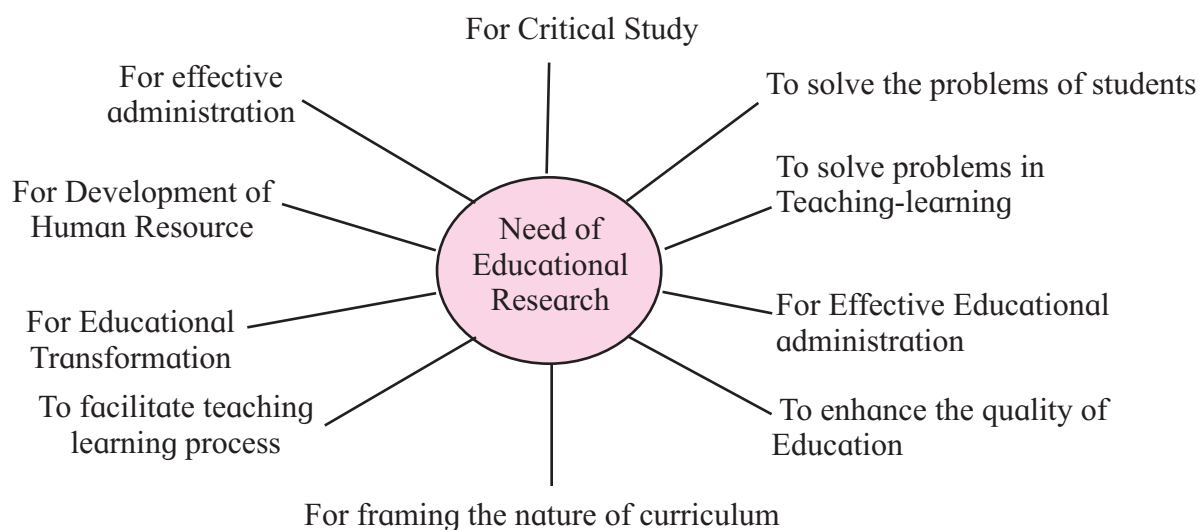 For Critical Study
For effective
administration
To solve the problems of students
To solve problems in
Teaching-learning
For Development of
Human Resource
Need of
Educational
Research
For Effective Educational
administration
For Educational
Transformation
To facilitate teaching
learning process
To enhance the quality of
Education
For framing the nature of curriculum